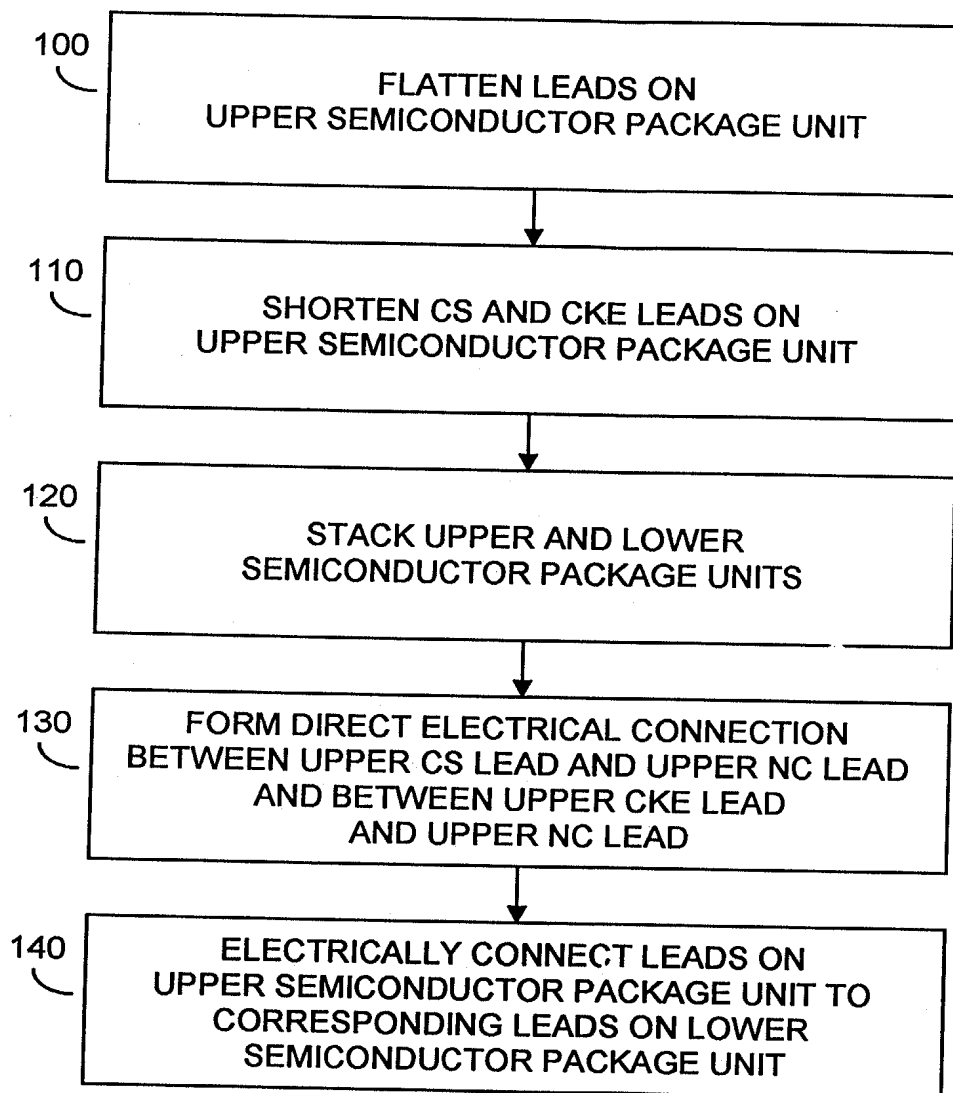 100
FLATTEN LEADS ON
UPPER SEMICONDUCTOR PACKAGE UNIT
110
SHORTEN CS AND CKE LEADS ON
UPPER SEMICONDUCTOR PACKAGE UNIT
120
STACK UPPER AND LOWER
SEMICONDUCTOR PACKAGE UNITS
130
FORM DIRECT ELECTRICAL CONNECTION
BETWEEN UPPER CS LEAD AND UPPER NC LEAD
AND BETWEEN UPPER CKE LEAD
AND UPPER NC LEAD
140
ELECTRICALLY CONNECT LEADS ON
UPPER SEMICONDUCTOR PACKAGE UNIT TO
CORRESPONDING LEADS ON LOWER
SEMICONDUCTOR PACKAGE UNIT